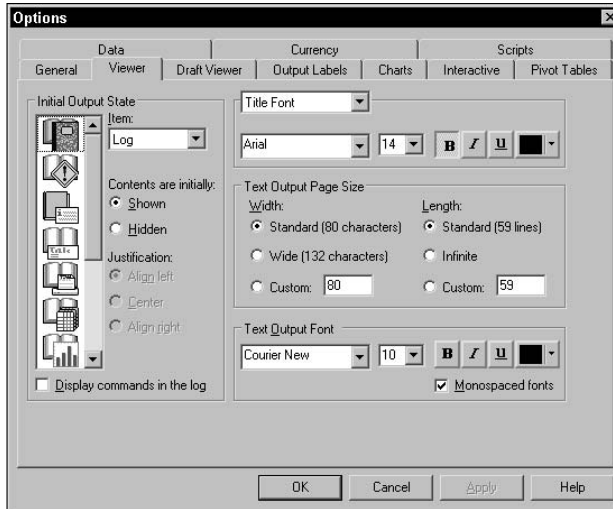 Options
Data Currency Scripts
General Viewer Draft Viewer Output Labels Charts Interactive Pivot Tables
Initial Output State
Item:
Log
Contents are initially:
Shown
Hidden
Justification:
Align left
Center
Align right
Display commands in the log
Title Font
Arial 14 B I U
Text Output Page Size
Width: Length:
Standard (80 characters) Standard (59 lines)
Wide (132 characters) Infinite
Custom: 80 Custom: 59
Text Output Font
Courier New 10 B I U
Monospaced fonts
OK Cancel Apply Help